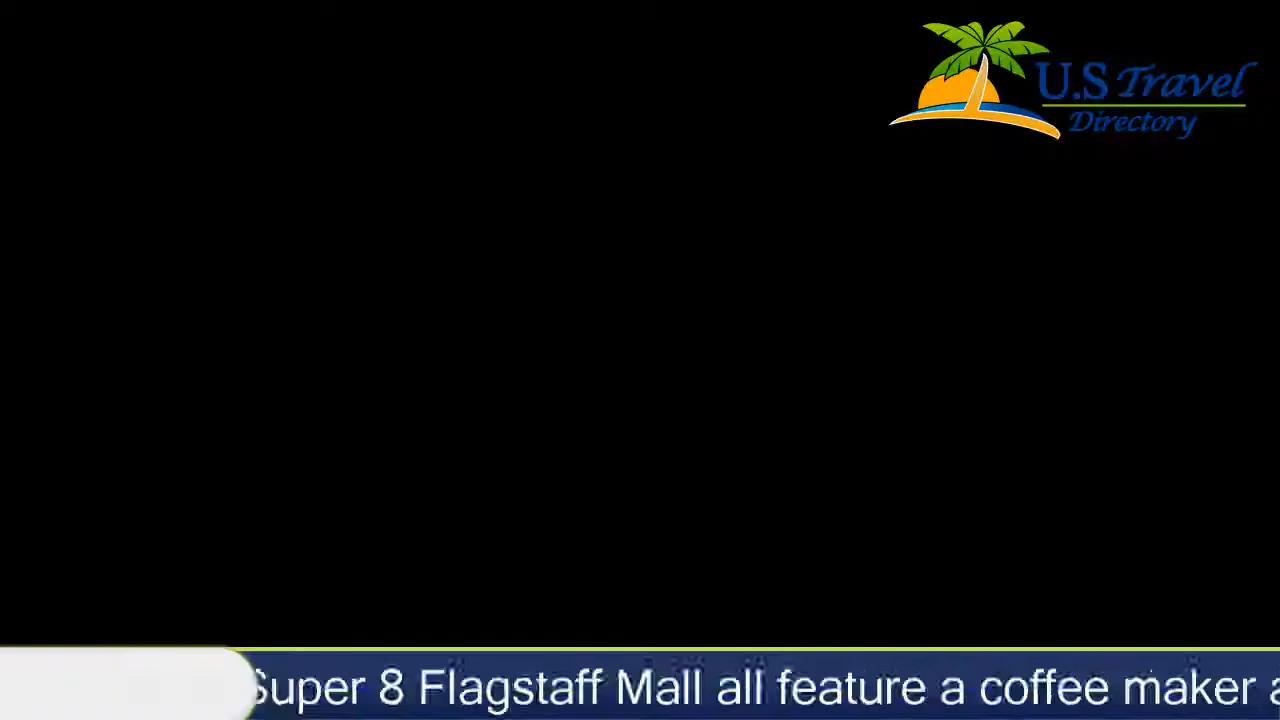 U.S Travel
Directory
Super 8 Flagstaff Mall all feature a coffee maker